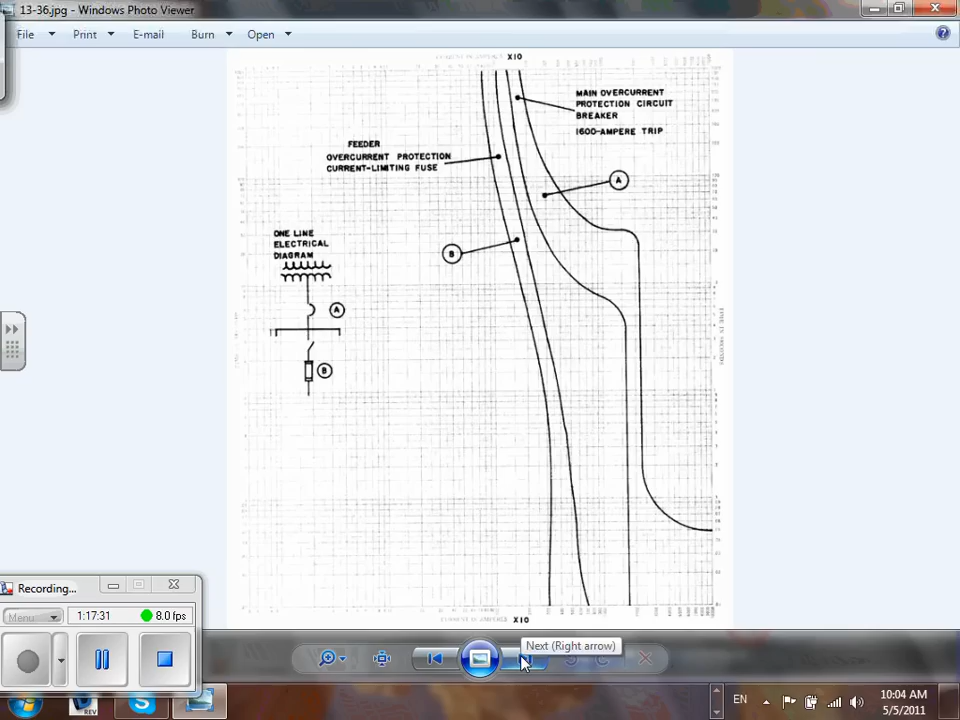 13-36.jpg - Windows Photo Viewer
File Print E-mail Burn Open
X10
MAIN OVERCURRENT
PROTECTION CIRCUIT
BREAKER
1600-AMPERE TRIP
FEEDER
OVERCURRENT PROTECTION
CURRENT-LIMITING FUSE
A
B
ONE LINE
ELECTRICAL
DIAGRAM
A
B
X10
Recording...
Menu
1:17:31
8.0 fps
Next (Right arrow)
REV
S
EN
10:04 AM
5/5/2011